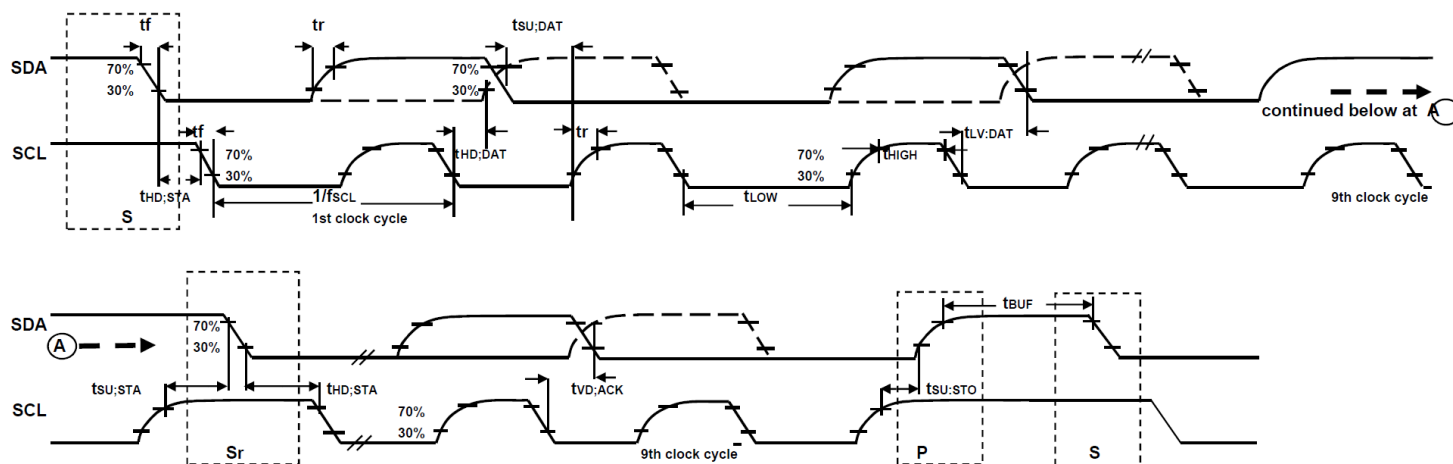 tf tr tSU;DAT
SDA 70% 70%
30% 30%
continued below at A
tf tHD;DAT tr tHIGH tLV:DAT
SCL 70% 70%
30% 30%
tHD;STA 1/fSCL tLOW
S 1st clock cycle 9th clock cycle
tBUF
SDA 70%
A 30%
tSU;STA tHD;STA tVD;ACK tSU:STO
SCL 70%
30%
Sr 9th clock cycle P S